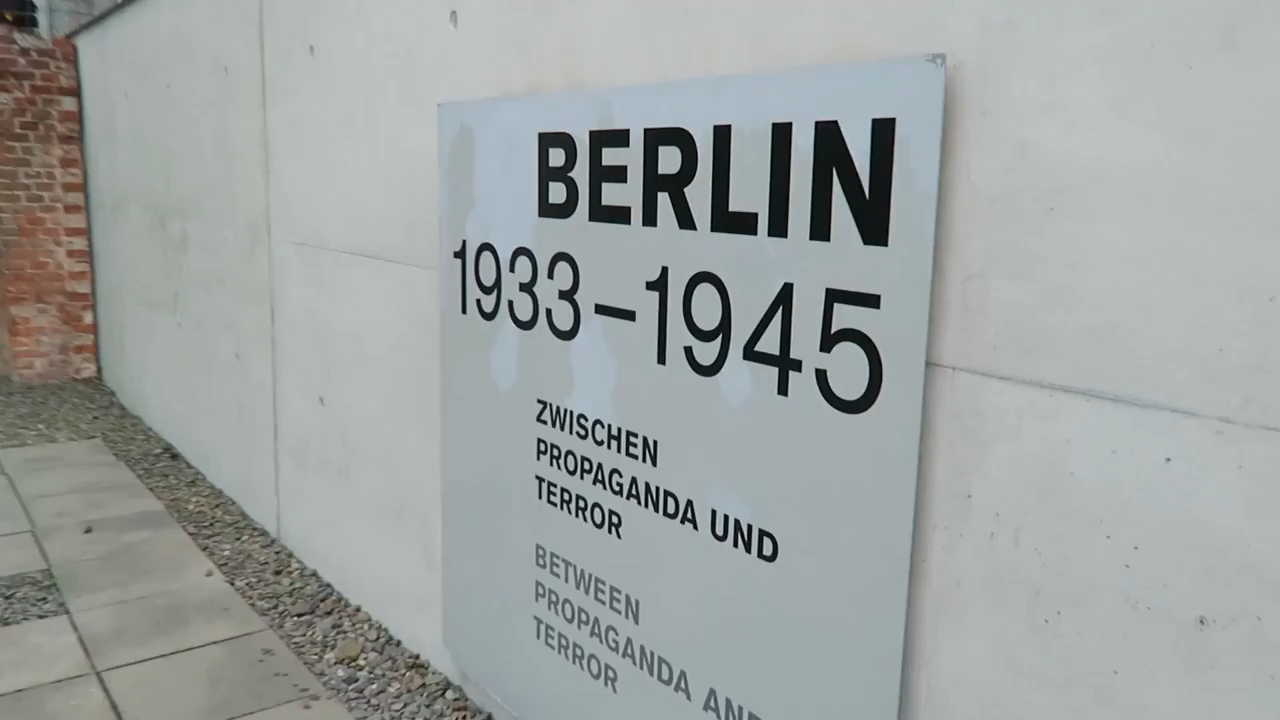 BERLIN
1933–1945
ZWISCHEN
PROPAGANDA UND
TERROR
BETWEEN
PROPAGANDA AND
TERROR